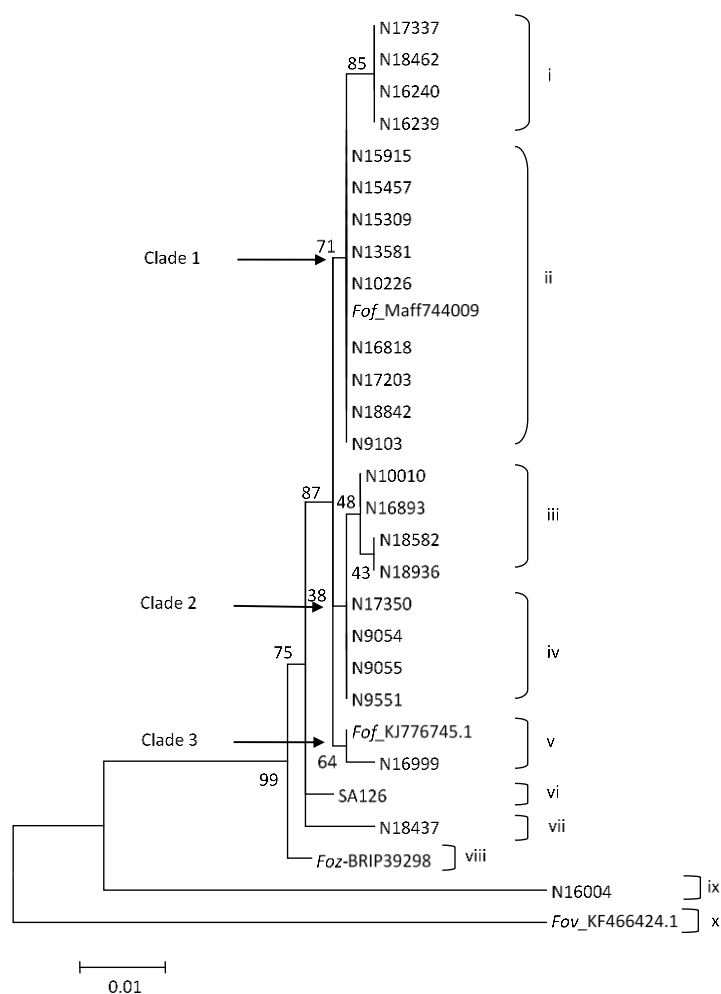 N17337
85
N18462
i
N16240
N16239
N15915
N15457
N15309
71
N13581
Clade 1
ii
N10226
Fof_Maff744009
N16818
N17203
N18842
N9103
N10010
87
48
N16893
iii
N18582
43
N18936
38
Clade 2
N17350
N9054
iv
75
N9055
N9551
Fof_KJ776745.1
Clade 3
v
64
N16999
99
SA126
vi
N18437
vii
Foz-BRIP39298
viii
N16004
ix
Fov_KF466424.1
x
0.01